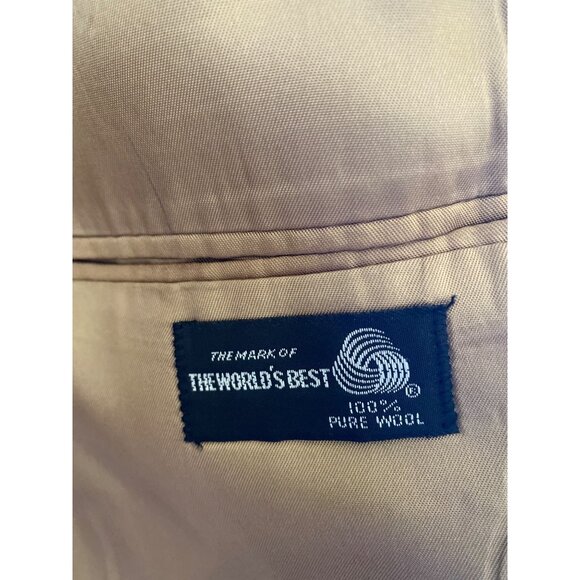 THE MARK OF
THE WORLD'S BEST
®
100%
PURE WOOL